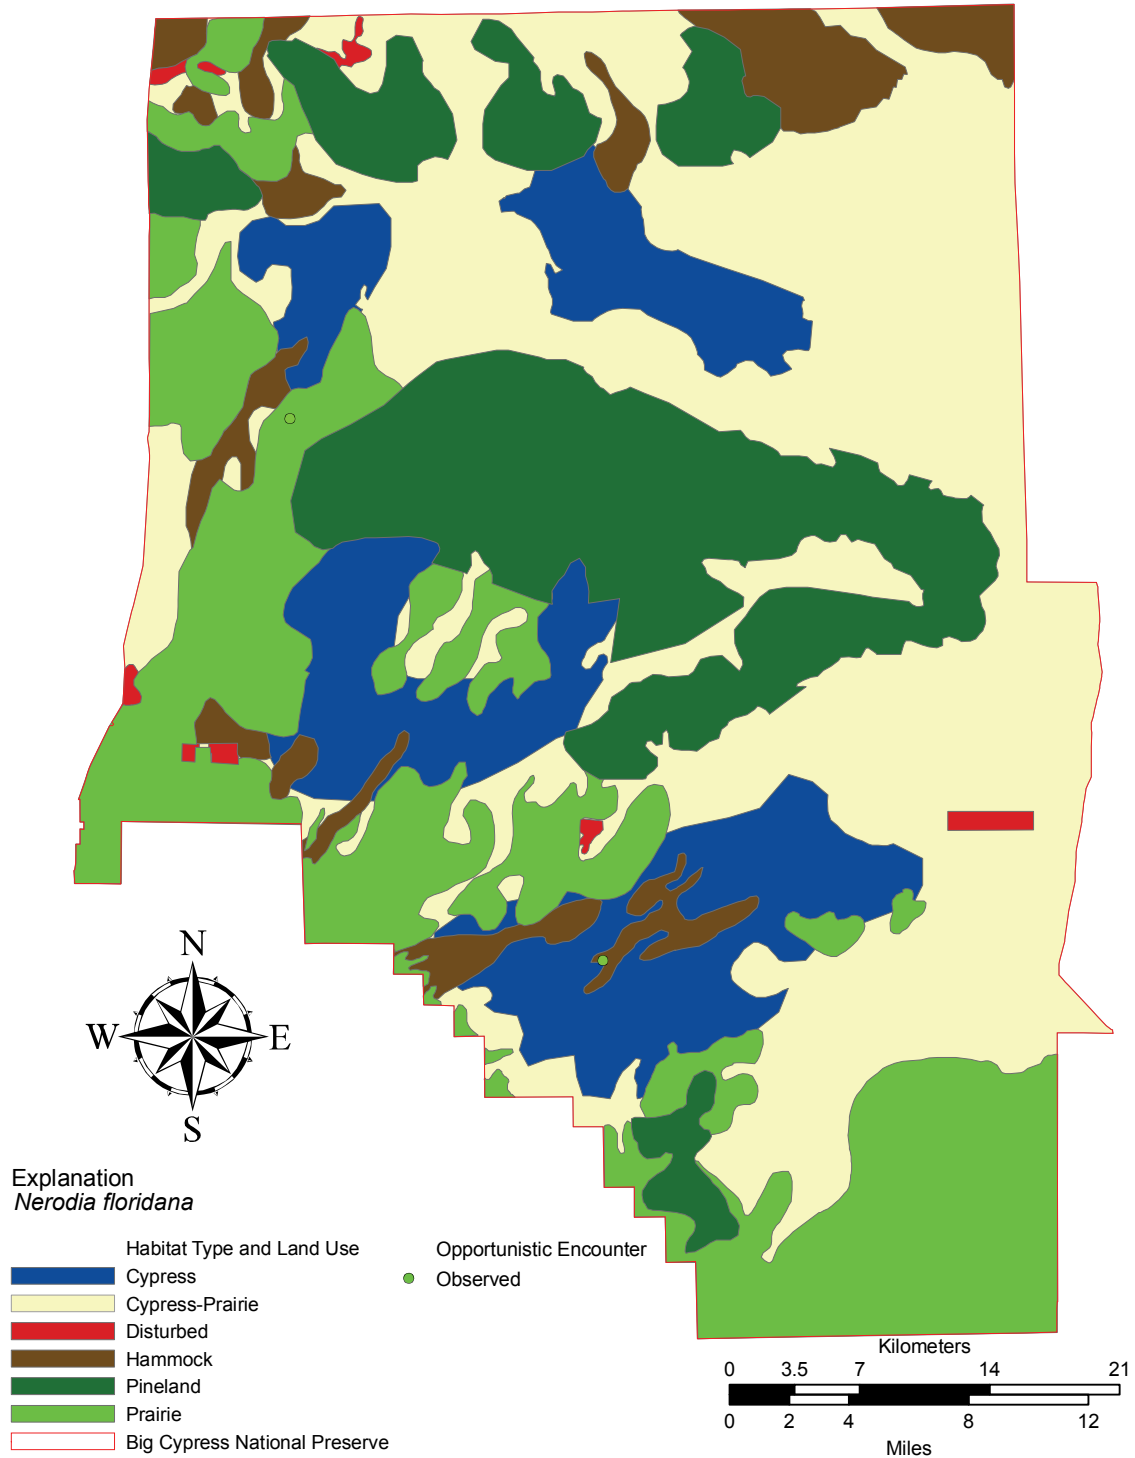 N
W E
S
Explanation
Nerodia floridana
Habitat Type and Land Use
Cypress
Cypress-Prairie
Disturbed
Hammock
Pineland
Prairie
Big Cypress National Preserve
Opportunistic Encounter
Observed
Kilometers
0 3.5 7 14 21
0 2 4 8 12
Miles